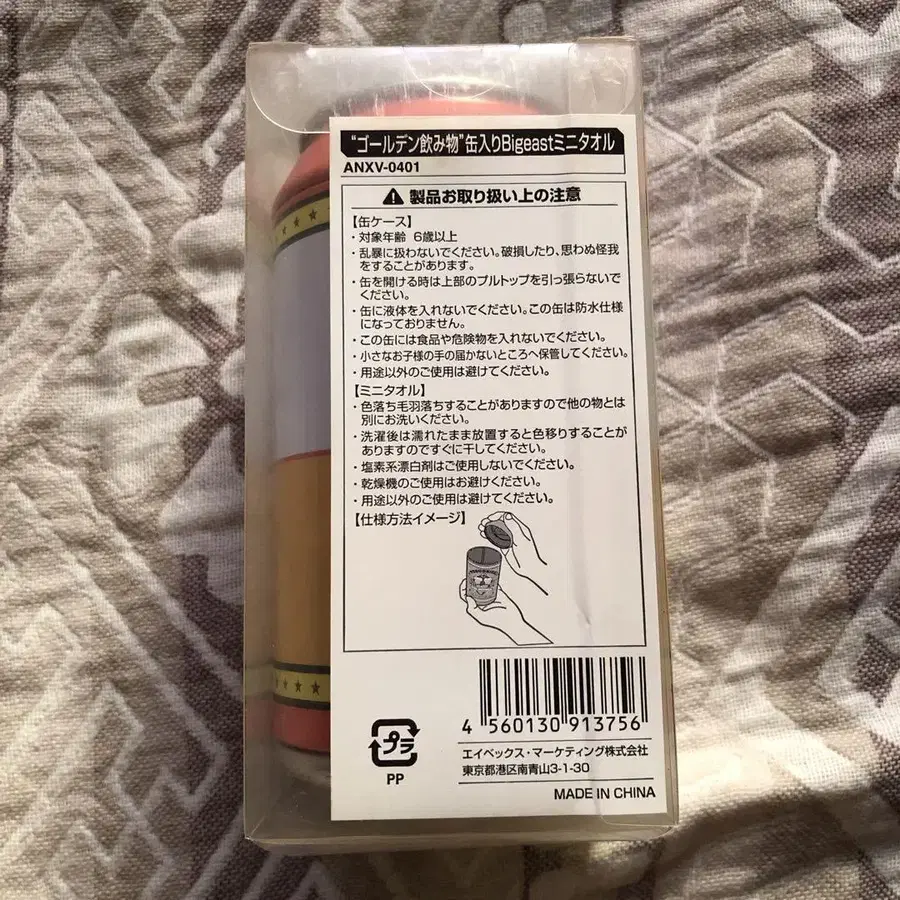 “ゴールデン飲み物”缶入りBigeastミニタオル
ANXV-0401
製品お取り扱い上の注意
【缶ケース】
・対象年齢 6歳以上
・乱暴に扱わないでください。破損したり、思わぬ怪我
をすることがあります。
・缶を開ける時は上部のプルトップを引っ張らないで
ください。
・缶に液体を入れないでください。この缶は防水仕様
になっておりません。
・この缶には食品や危険物を入れないでください。
・小さなお子様の手の届かないところへ保管してください。
・用途以外のご使用は避けてください。
【ミニタオル】
・色落ち毛羽落ちすることがありますので他の物とは
別にお洗いください。
・洗濯後は濡れたまま放置すると色移りすることが
ありますのですぐに干してください。
・塩素系漂白剤はご使用しないでください。
・乾燥機のご使用はお避けください。
・用途以外のご使用は避けてください。
【仕様方法イメージ】
4 560130 913756
プラ
PP
エイベックス・マーケティング株式会社
東京都港区南青山3-1-30
MADE IN CHINA